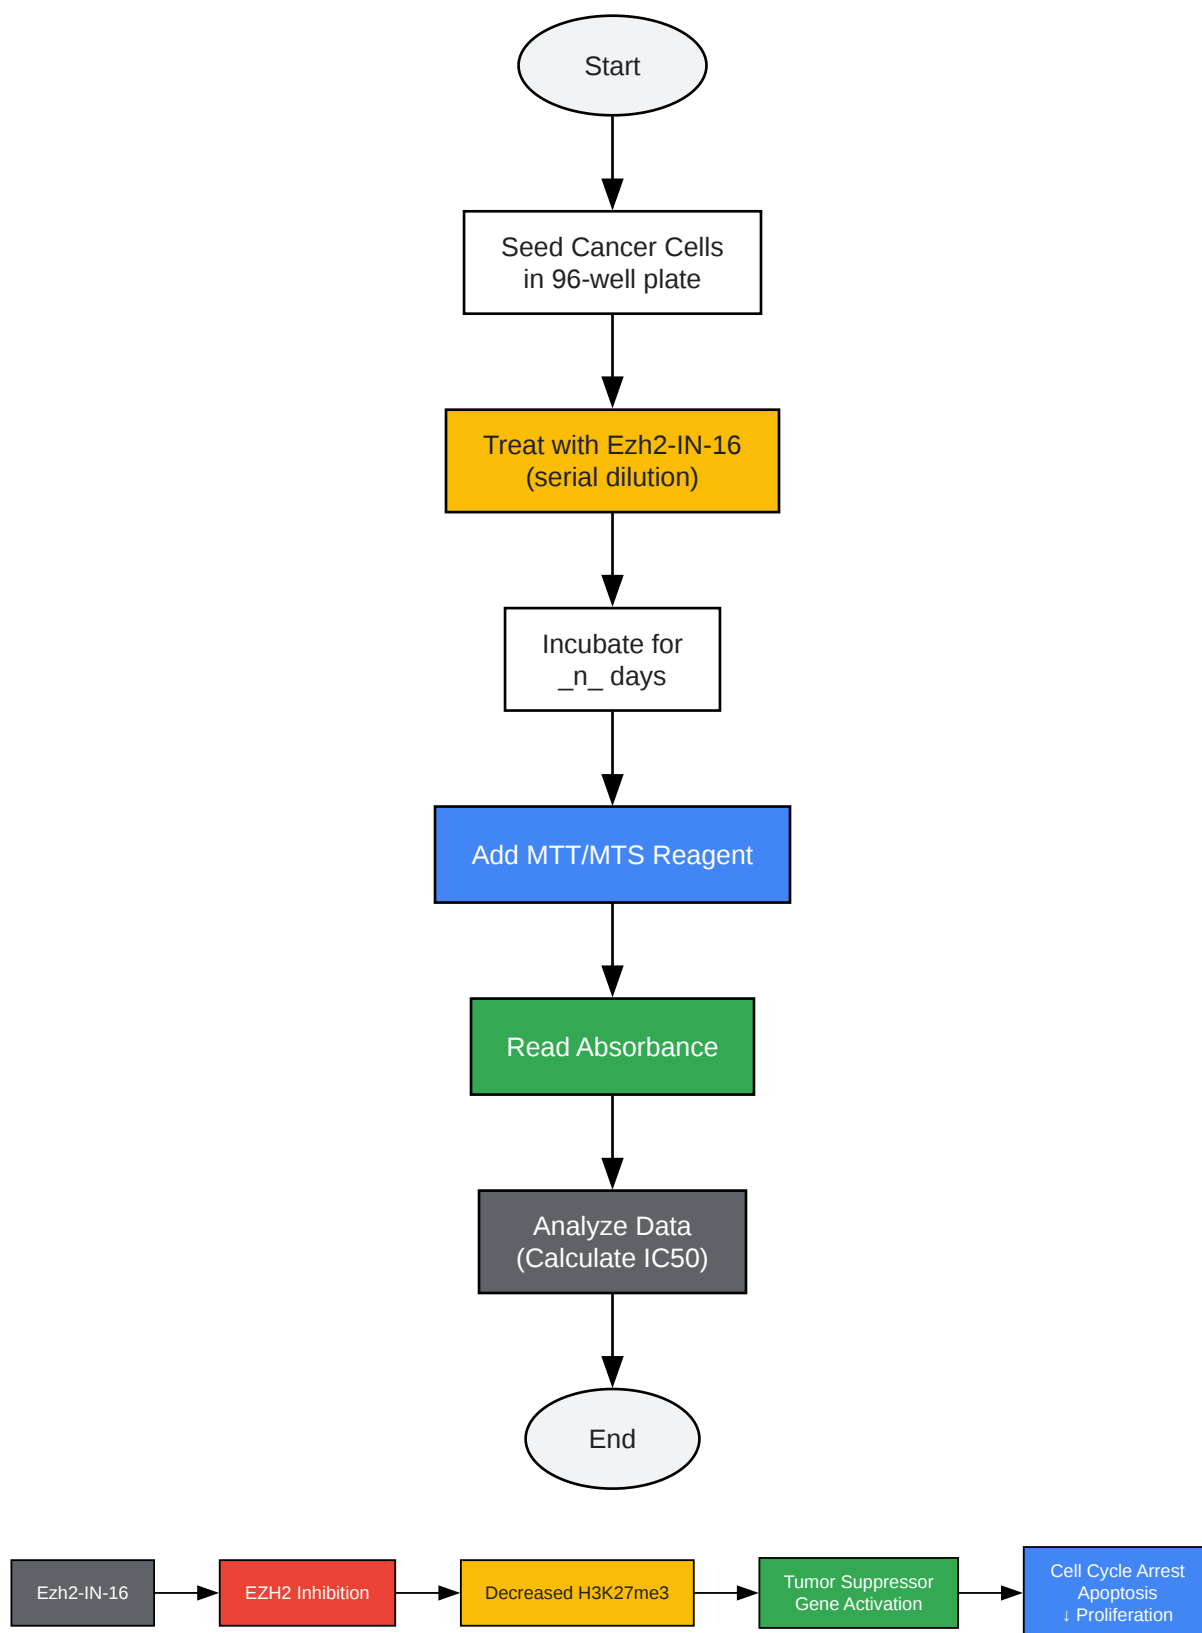 Start
Seed Cancer Cells
in 96-well plate
Treat with Ezh2-IN-16
(serial dilution)
Incubate for
_n_ days
Add MTT/MTS Reagent
Read Absorbance
Analyze Data
(Calculate IC50)
End
Ezh2-IN-16
EZH2 Inhibition
Decreased H3K27me3
Tumor Suppressor
Gene Activation
Cell Cycle Arrest
Apoptosis
↓ Proliferation